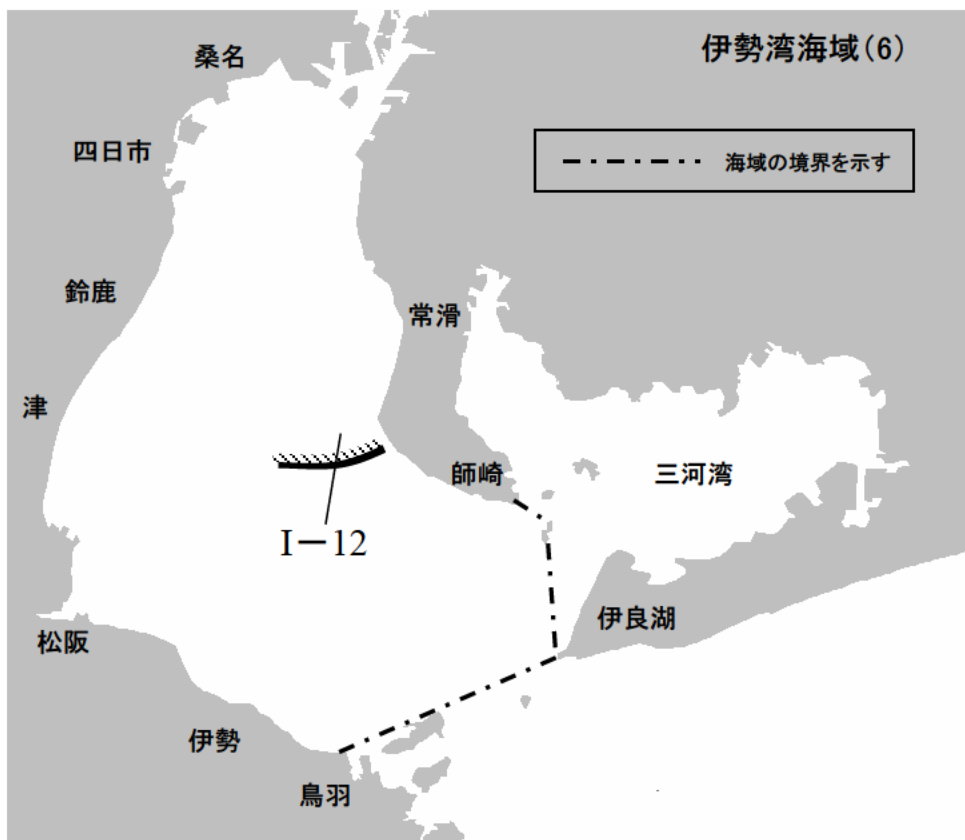 伊勢湾海域(6)
桑名
四日市
海域の境界を示す
鈴鹿
常滑
津
師崎
三河湾
I－12
伊良湖
松阪
伊勢
鳥羽